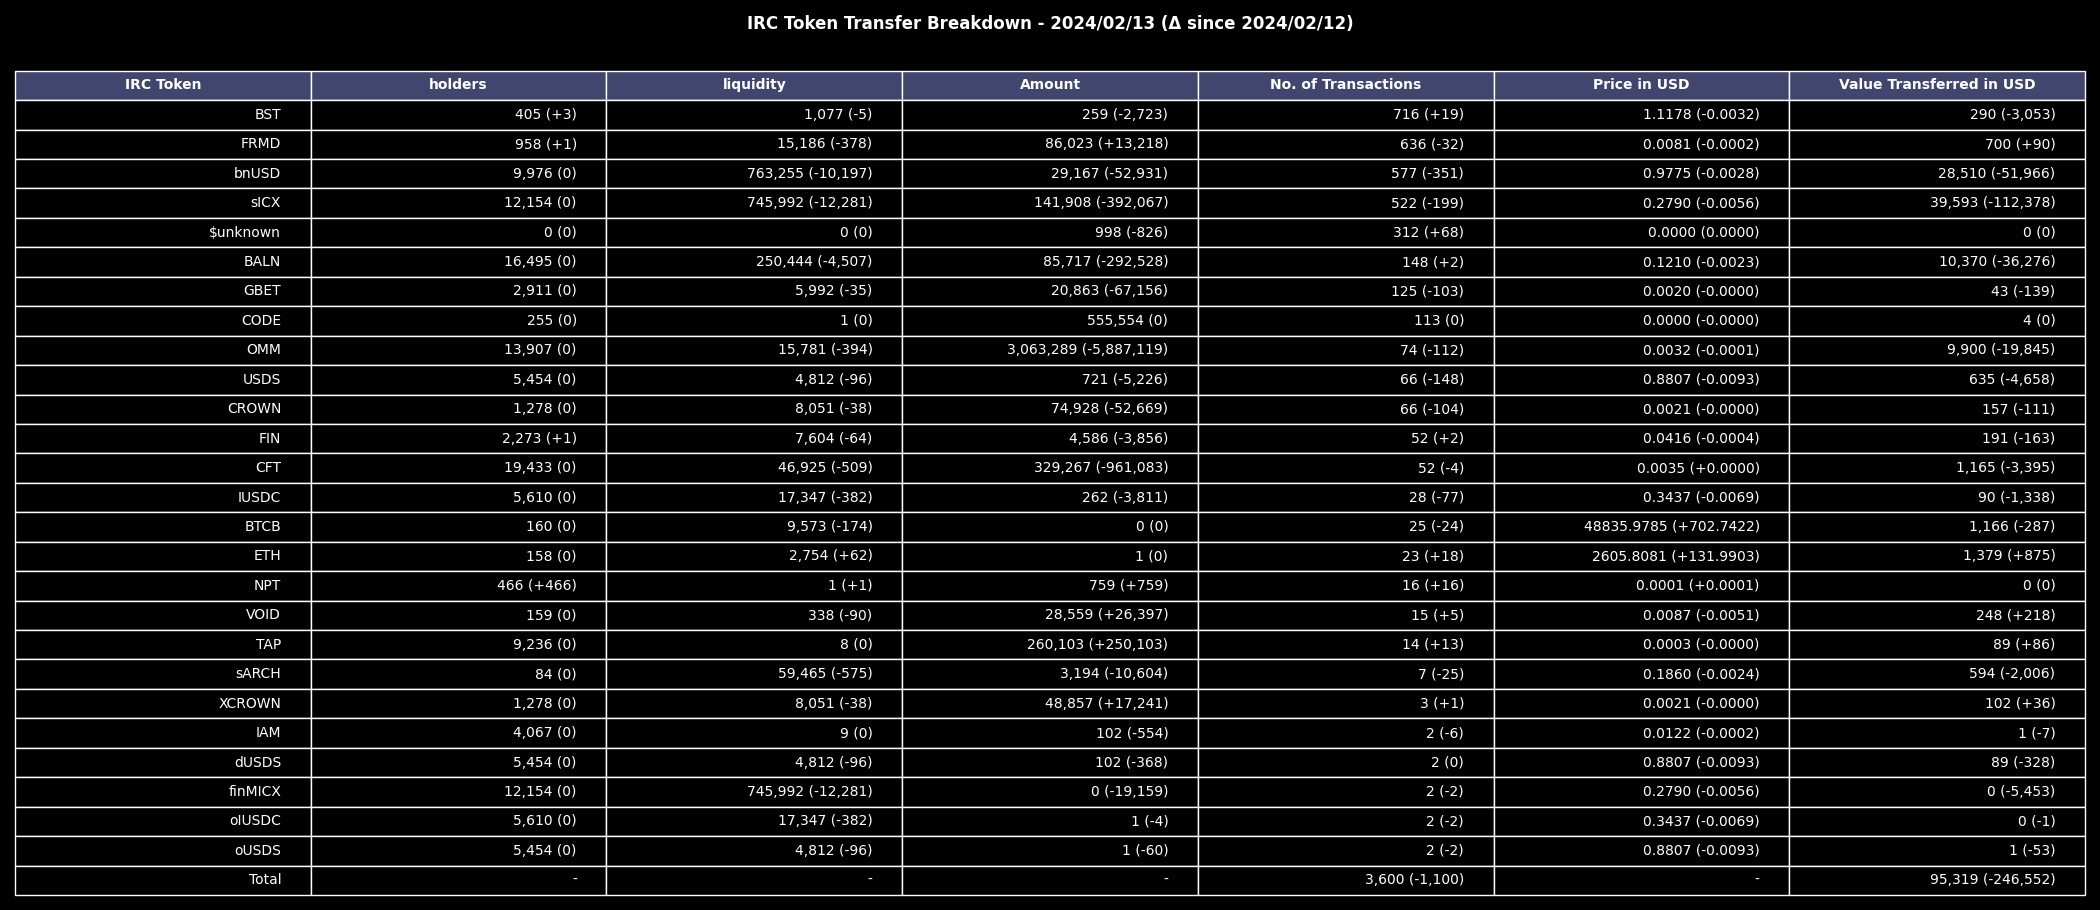 IRC Token Transfer Breakdown - 2024/02/13 (Δ since 2024/02/12)
IRC Token holders liquidity Amount No. of Transactions Price in USD Value Transferred in USD
BST 405 (+3) 1,077 (-5) 259 (-2,723) 716 (+19) 1.1178 (-0.0032) 290 (-3,053)
FRMD 958 (+1) 15,186 (-378) 86,023 (+13,218) 636 (-32) 0.0081 (-0.0002) 700 (+90)
bnUSD 9,976 (0) 763,255 (-10,197) 29,167 (-52,931) 577 (-351) 0.9775 (-0.0028) 28,510 (-51,966)
sICX 12,154 (0) 745,992 (-12,281) 141,908 (-392,067) 522 (-199) 0.2790 (-0.0056) 39,593 (-112,378)
$unknown 0 (0) 0 (0) 998 (-826) 312 (+68) 0.0000 (0.0000) 0 (0)
BALN 16,495 (0) 250,444 (-4,507) 85,717 (-292,528) 148 (+2) 0.1210 (-0.0023) 10,370 (-36,276)
GBET 2,911 (0) 5,992 (-35) 20,863 (-67,156) 125 (-103) 0.0020 (-0.0000) 43 (-139)
CODE 255 (0) 1 (0) 555,554 (0) 113 (0) 0.0000 (-0.0000) 4 (0)
OMM 13,907 (0) 15,781 (-394) 3,063,289 (-5,887,119) 74 (-112) 0.0032 (-0.0001) 9,900 (-19,845)
USDS 5,454 (0) 4,812 (-96) 721 (-5,226) 66 (-148) 0.8807 (-0.0093) 635 (-4,658)
CROWN 1,278 (0) 8,051 (-38) 74,928 (-52,669) 66 (-104) 0.0021 (-0.0000) 157 (-111)
FIN 2,273 (+1) 7,604 (-64) 4,586 (-3,856) 52 (+2) 0.0416 (-0.0004) 191 (-163)
CFT 19,433 (0) 46,925 (-509) 329,267 (-961,083) 52 (-4) 0.0035 (+0.0000) 1,165 (-3,395)
IUSDC 5,610 (0) 17,347 (-382) 262 (-3,811) 28 (-77) 0.3437 (-0.0069) 90 (-1,338)
BTCB 160 (0) 9,573 (-174) 0 (0) 25 (-24) 48835.9785 (+702.7422) 1,166 (-287)
ETH 158 (0) 2,754 (+62) 1 (0) 23 (+18) 2605.8081 (+131.9903) 1,379 (+875)
NPT 466 (+466) 1 (+1) 759 (+759) 16 (+16) 0.0001 (+0.0001) 0 (0)
VOID 159 (0) 338 (-90) 28,559 (+26,397) 15 (+5) 0.0087 (-0.0051) 248 (+218)
TAP 9,236 (0) 8 (0) 260,103 (+250,103) 14 (+13) 0.0003 (-0.0000) 89 (+86)
sARCH 84 (0) 59,465 (-575) 3,194 (-10,604) 7 (-25) 0.1860 (-0.0024) 594 (-2,006)
XCROWN 1,278 (0) 8,051 (-38) 48,857 (+17,241) 3 (+1) 0.0021 (-0.0000) 102 (+36)
IAM 4,067 (0) 9 (0) 102 (-554) 2 (-6) 0.0122 (-0.0002) 1 (-7)
dUSDS 5,454 (0) 4,812 (-96) 102 (-368) 2 (0) 0.8807 (-0.0093) 89 (-328)
finMICX 12,154 (0) 745,992 (-12,281) 0 (-19,159) 2 (-2) 0.2790 (-0.0056) 0 (-5,453)
oIUSDC 5,610 (0) 17,347 (-382) 1 (-4) 2 (-2) 0.3437 (-0.0069) 0 (-1)
oUSDS 5,454 (0) 4,812 (-96) 1 (-60) 2 (-2) 0.8807 (-0.0093) 1 (-53)
Total - - - 3,600 (-1,100) - 95,319 (-246,552)